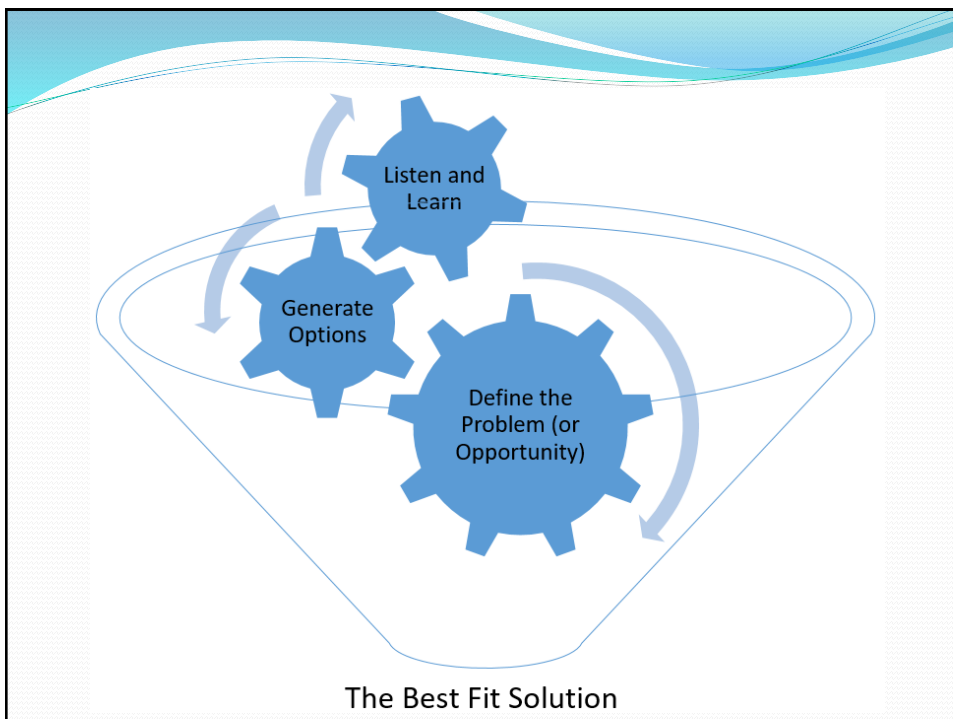 Listen and
Learn
Generate
Options
Define the
Problem (or
Opportunity)
The Best Fit Solution